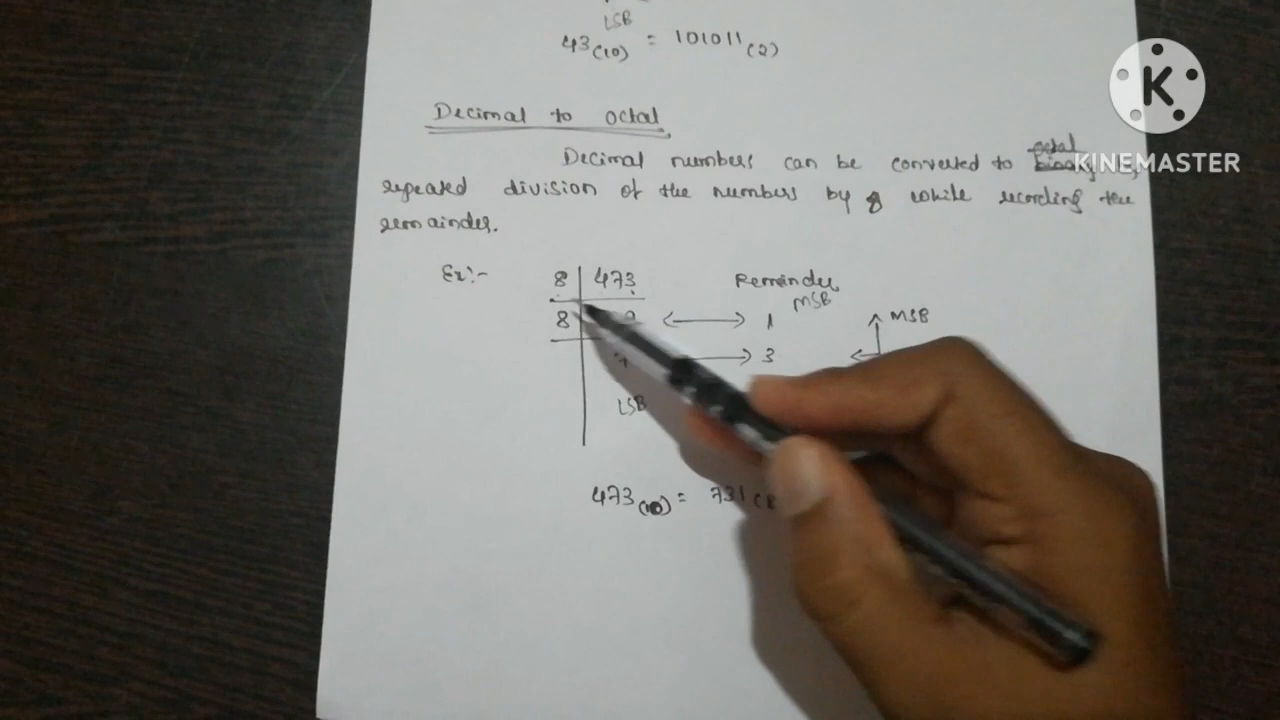 LSB
43(10) = 101011(2)
Decimal to octal
octal
Decimal numbers can be converted to
KINEMASTER
repeated division of the numbers by 8 while recording the
remainder.
Ex:-
8 473 Reminder
MSB
8 1 MSB
3
LSB
473(10) = 731(8